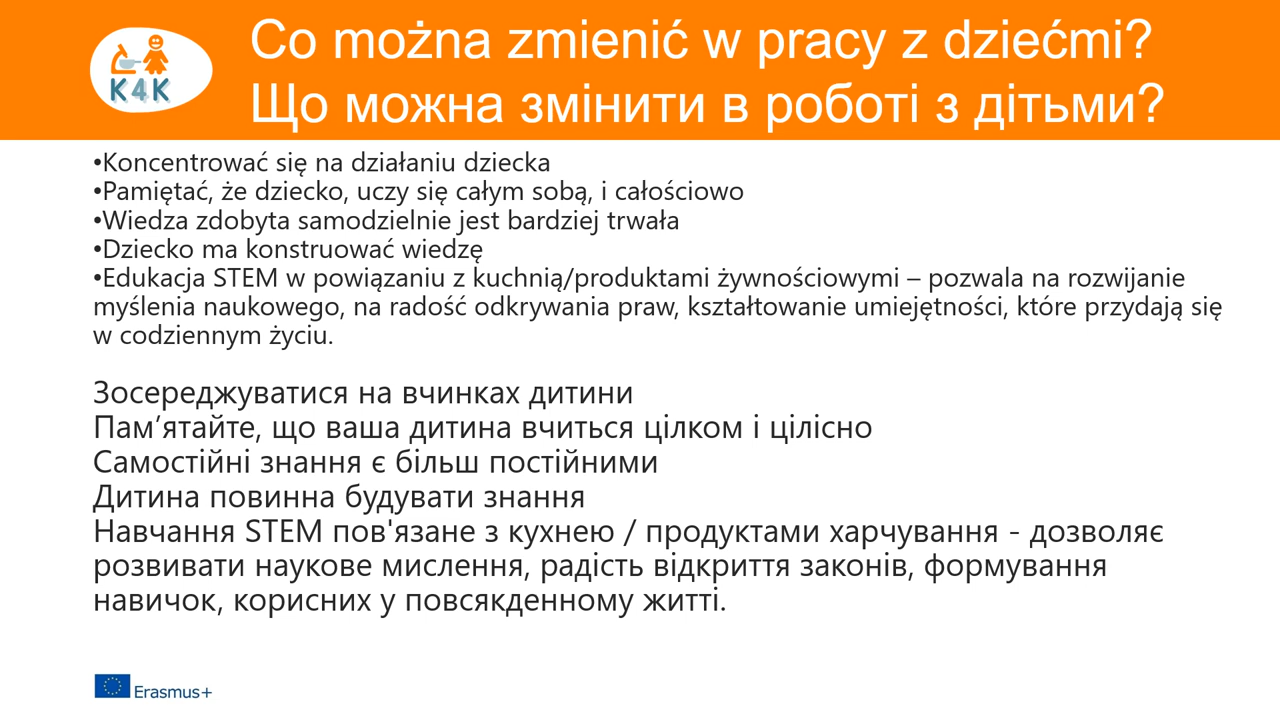 K4K
Co można zmienić w pracy z dziećmi?
Що можна змінити в роботі з дітьми?
•Koncentrować się na działaniu dziecka
•Pamiętać, że dziecko, uczy się całym sobą, i całościowo
•Wiedza zdobyta samodzielnie jest bardziej trwała
•Dziecko ma konstruować wiedzę
•Edukacja STEM w powiązaniu z kuchnią/produktami żywnościowymi – pozwala na rozwijanie
myślenia naukowego, na radość odkrywania praw, kształtowanie umiejętności, które przydają się
w codziennym życiu.
Зосереджуватися на вчинках дитини
Пам’ятайте, що ваша дитина вчиться цілком і цілісно
Самостійні знання є більш постійними
Дитина повинна будувати знання
Навчання STEM пов'язане з кухнею / продуктами харчування - дозволяє
розвивати наукове мислення, радість відкриття законів, формування
навичок, корисних у повсякденному житті.
Erasmus+